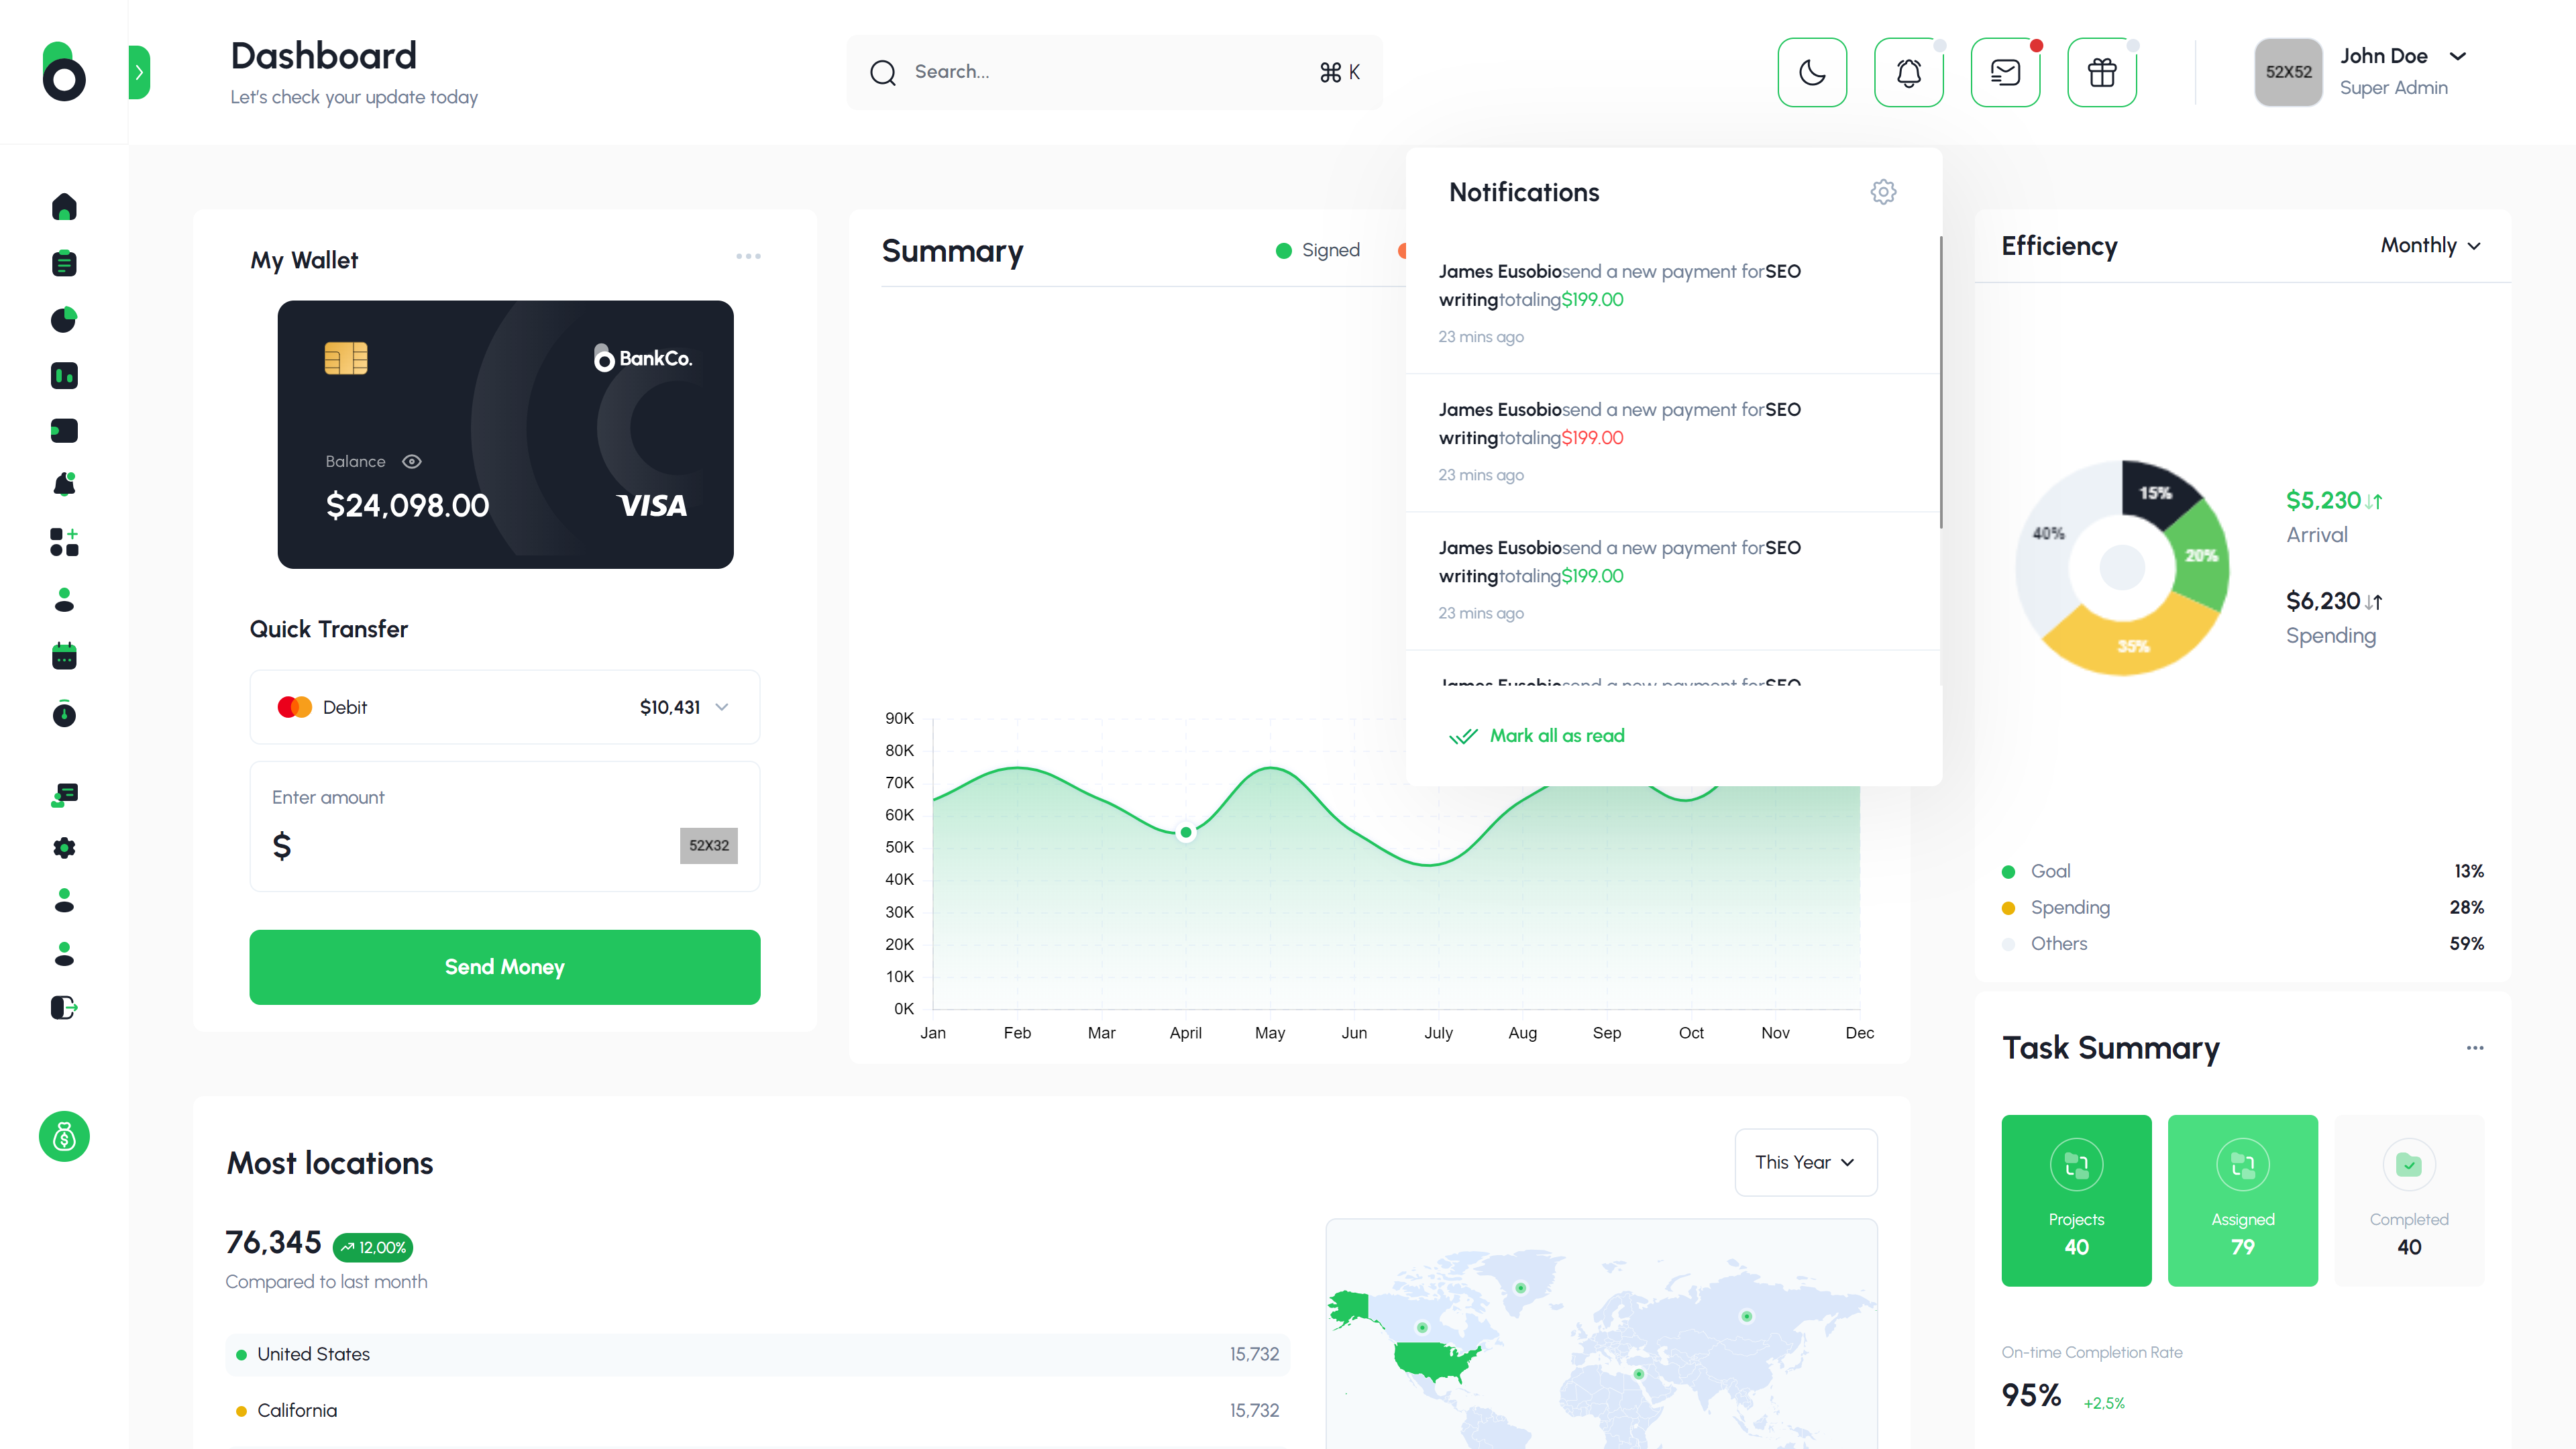 Dashboard
Let's check your update today
Search...
⌘ K
52X52
John Doe
Super Admin
My Wallet
BankCo.
Balance
$24,098.00
VISA
Quick Transfer
Debit
$10,431
Enter amount
$
52X32
Send Money
Summary
Signed
90K
80K
70K
60K
50K
40K
30K
20K
10K
0K
Jan Feb Mar April May Jun July Aug Sep Oct Nov Dec
Notifications
James Eusobiosend a new payment forSEO
writingtotaling$199.00
23 mins ago
James Eusobiosend a new payment forSEO
writingtotaling$199.00
23 mins ago
James Eusobiosend a new payment forSEO
writingtotaling$199.00
23 mins ago
James Eusobiosend a new payment forSEO
Mark all as read
Efficiency
Monthly
15%
20%
35%
40%
$5,230
Arrival
$6,230
Spending
Goal 13%
Spending 28%
Others 59%
Task Summary
Projects
40
Assigned
79
Completed
40
On-time Completion Rate
95% +2,5%
Most locations
This Year
76,345 12,00%
Compared to last month
United States 15,732
California 15,732